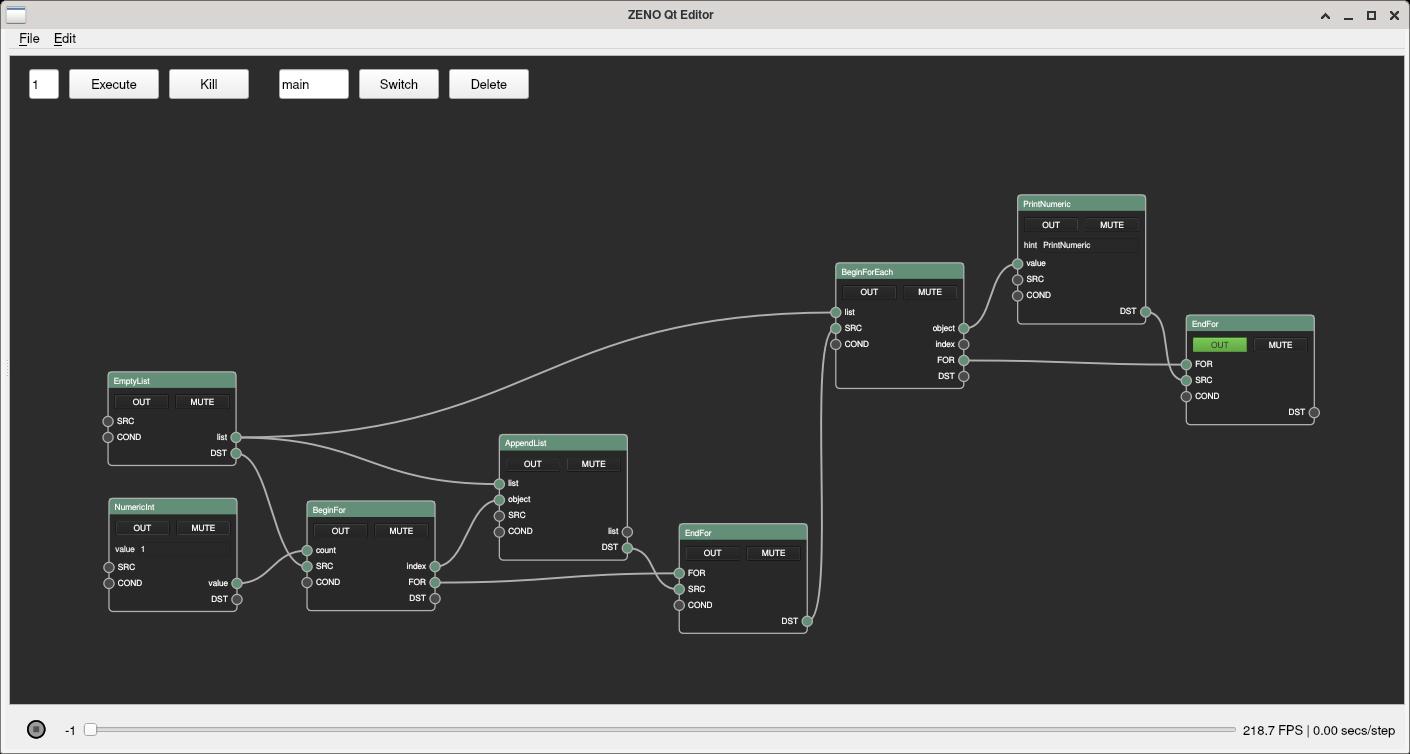 ZENO Qt Editor
File Edit
1 Execute Kill main Switch Delete
PrintNumeric
OUT MUTE
hint PrintNumeric
value
SRC
COND
DST
BeginForEach
OUT MUTE
list
SRC object
COND index
FOR
DST
EndFor
OUT MUTE
FOR
SRC
COND
DST
EmptyList
OUT MUTE
SRC
COND list
DST
AppendList
OUT MUTE
list
object
SRC
COND list
DST
NumericInt
OUT MUTE
value 1
SRC
COND value
DST
BeginFor
OUT MUTE
count
SRC index
COND FOR
DST
EndFor
OUT MUTE
FOR
SRC
COND
DST
-1 218.7 FPS | 0.00 secs/step